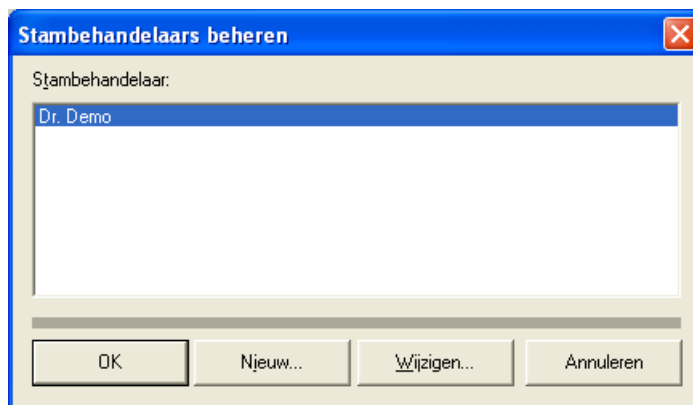 Stambehandelaars beheren
Stambehandelaar:
Dr. Demo
OK Nieuw... Wijzigen... Annuleren